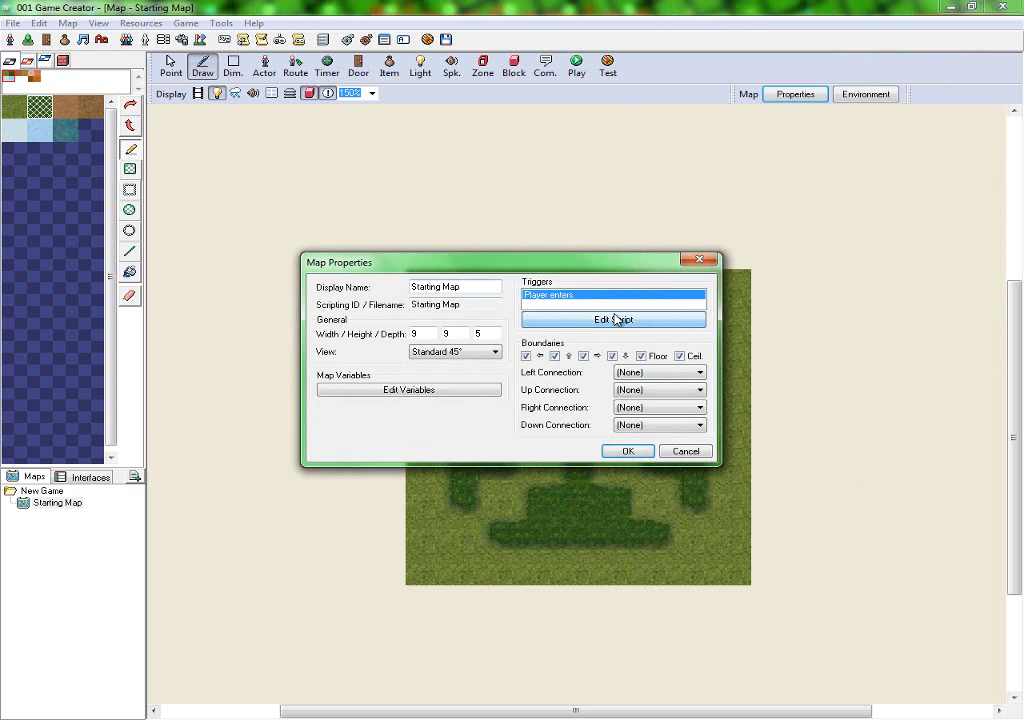 001 Game Creator - [Map - Starting Map]
File Edit Map View Resources Game Tools Help
Point Draw Dim. Actor Route Timer Door Item Light Spk. Zone Block Com. Play Test
Display 150% Map Properties Environment
Map Properties
Display Name: Starting Map
Scripting ID / Filename: Starting Map
General
Width / Height / Depth: 9 9 5
View: Standard 45°
Map Variables
Edit Variables
Triggers
Player enters
Edit Script
Boundaries
Floor Ceil.
Left Connection: (None)
Up Connection: (None)
Right Connection: (None)
Down Connection: (None)
OK Cancel
Maps Interfaces
New Game
Starting Map